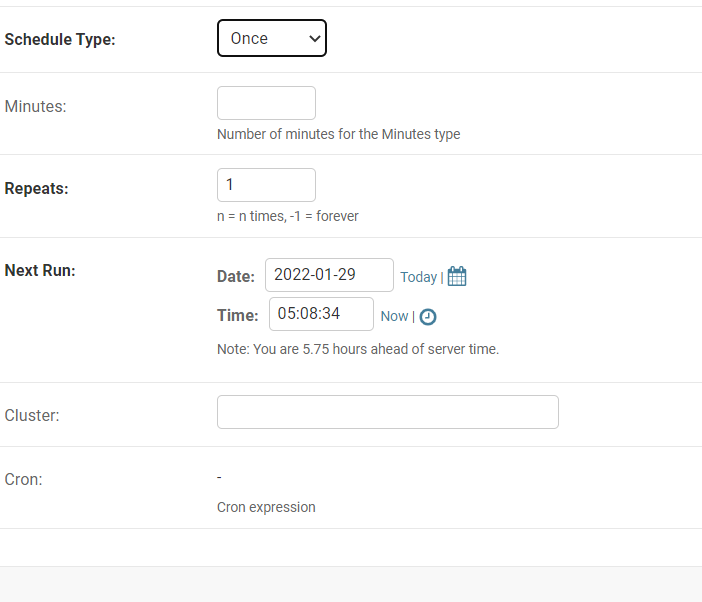 Schedule Type: Once
Minutes:
Number of minutes for the Minutes type
Repeats: 1
n = n times, -1 = forever
Next Run: Date: 2022-01-29 Today |
Time: 05:08:34 Now |
Note: You are 5.75 hours ahead of server time.
Cluster:
Cron: -
Cron expression